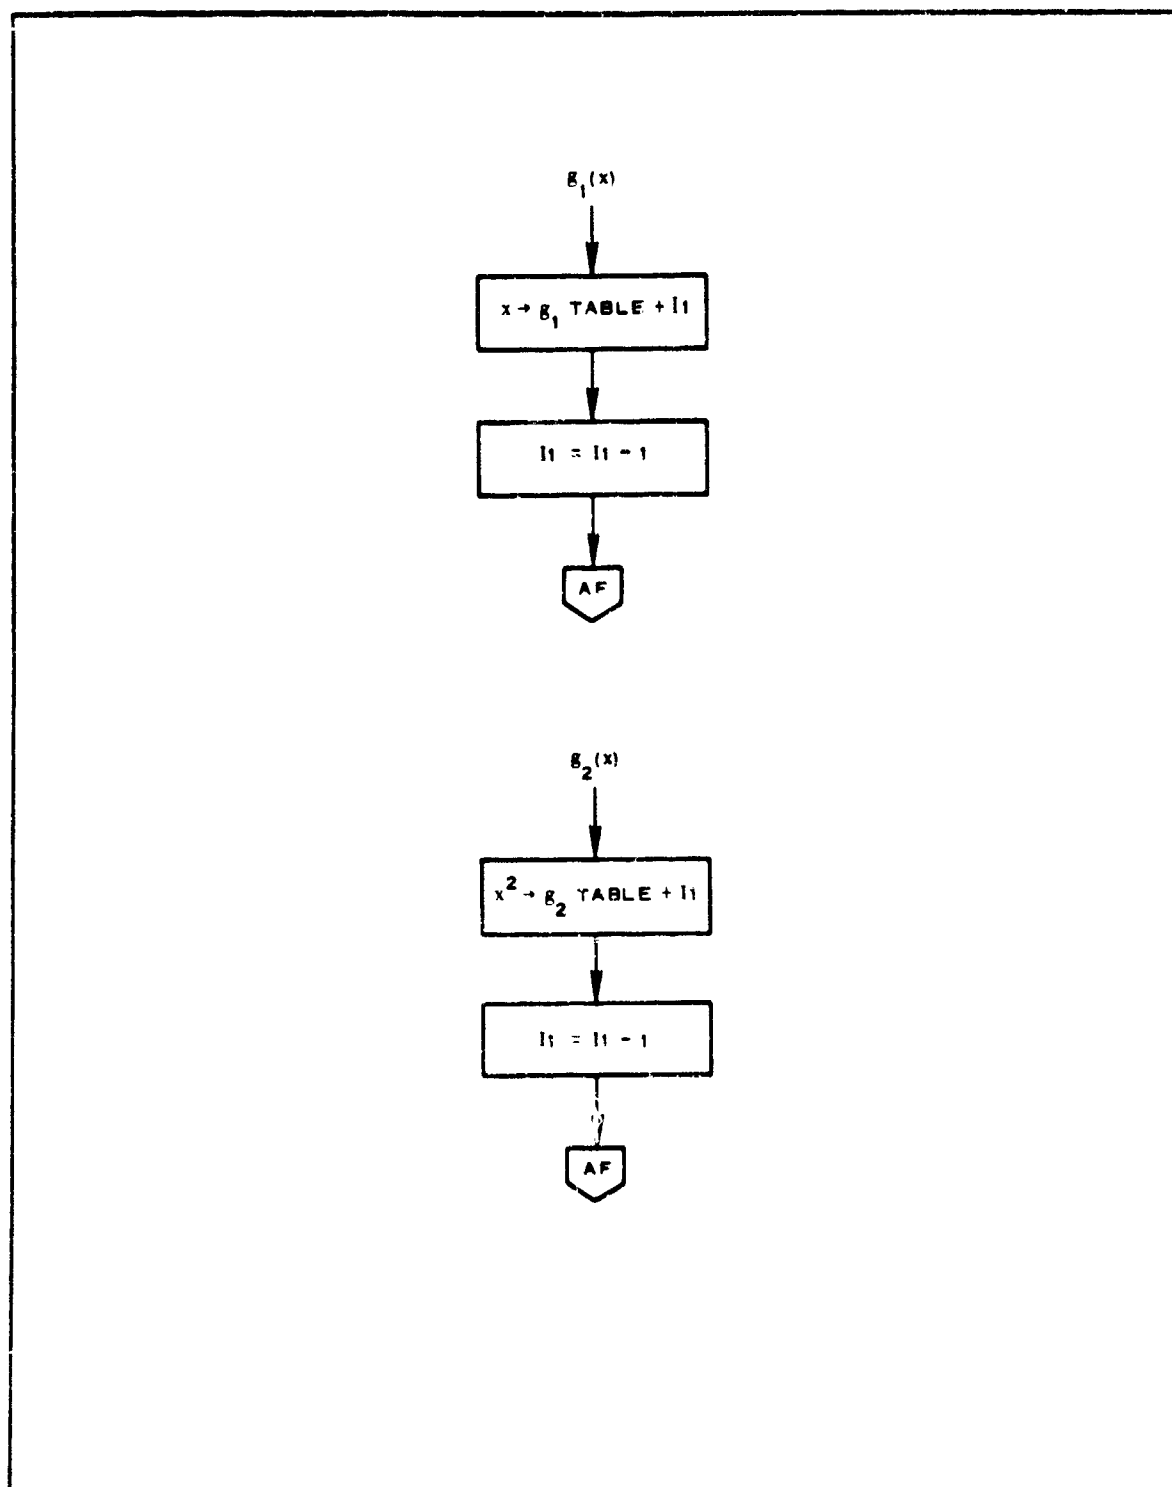 g₁(x)
x → g₁ TABLE + I1
I1 = I1 - 1
AF
g₂(x)
x² → g₂ TABLE + I1
I1 = I1 - 1
AF